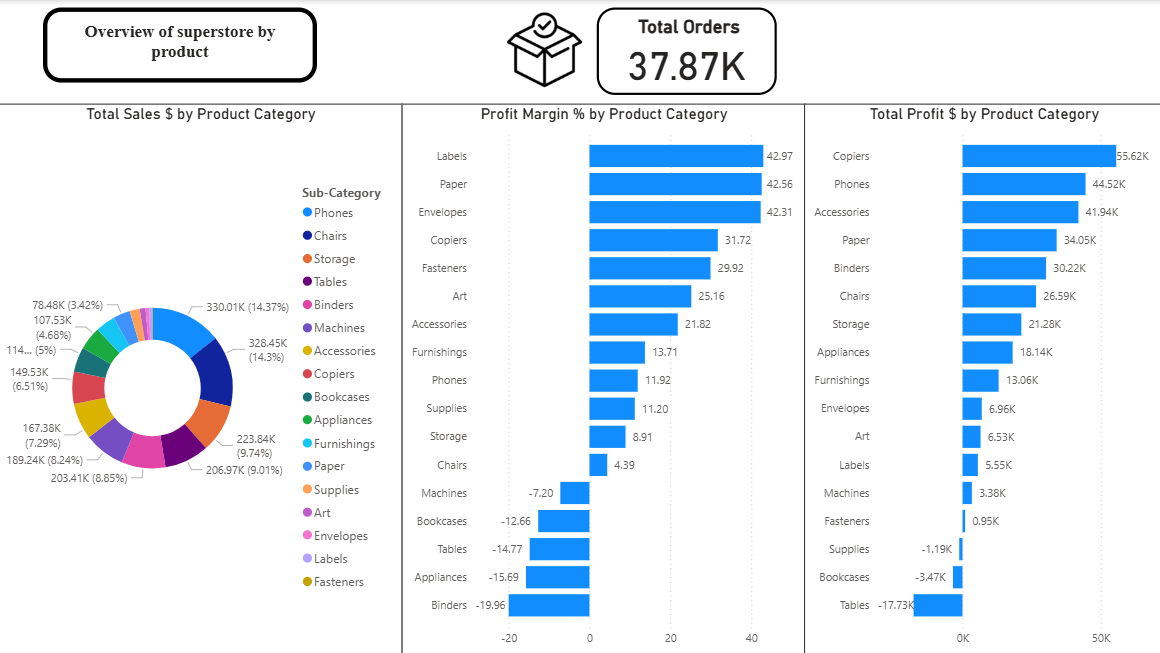 Overview of superstore by
product
Total Orders
37.87K
Total Sales $ by Product Category
Sub-Category
Phones
Chairs
Storage
Tables
Binders
Machines
Accessories
Copiers
Bookcases
Appliances
Furnishings
Paper
Supplies
Art
Envelopes
Labels
Fasteners
330.01K (14.37%)
328.45K
(14.3%)
223.84K
(9.74%)
206.97K (9.01%)
203.41K (8.85%)
189.24K (8.24%)
167.38K
(7.29%)
149.53K
(6.51%)
114... (5%)
107.53K
(4.68%)
78.48K (3.42%)
Profit Margin % by Product Category
Labels 42.97
Paper 42.56
Envelopes 42.31
Copiers 31.72
Fasteners 29.92
Art 25.16
Accessories 21.82
Furnishings 13.71
Phones 11.92
Supplies 11.20
Storage 8.91
Chairs 4.39
Machines -7.20
Bookcases -12.66
Tables -14.77
Appliances -15.69
Binders -19.96
-20 0 20 40
Total Profit $ by Product Category
Copiers 55.62K
Phones 44.52K
Accessories 41.94K
Paper 34.05K
Binders 30.22K
Chairs 26.59K
Storage 21.28K
Appliances 18.14K
Furnishings 13.06K
Envelopes 6.96K
Art 6.53K
Labels 5.55K
Machines 3.38K
Fasteners 0.95K
Supplies -1.19K
Bookcases -3.47K
Tables -17.73K
0K 50K